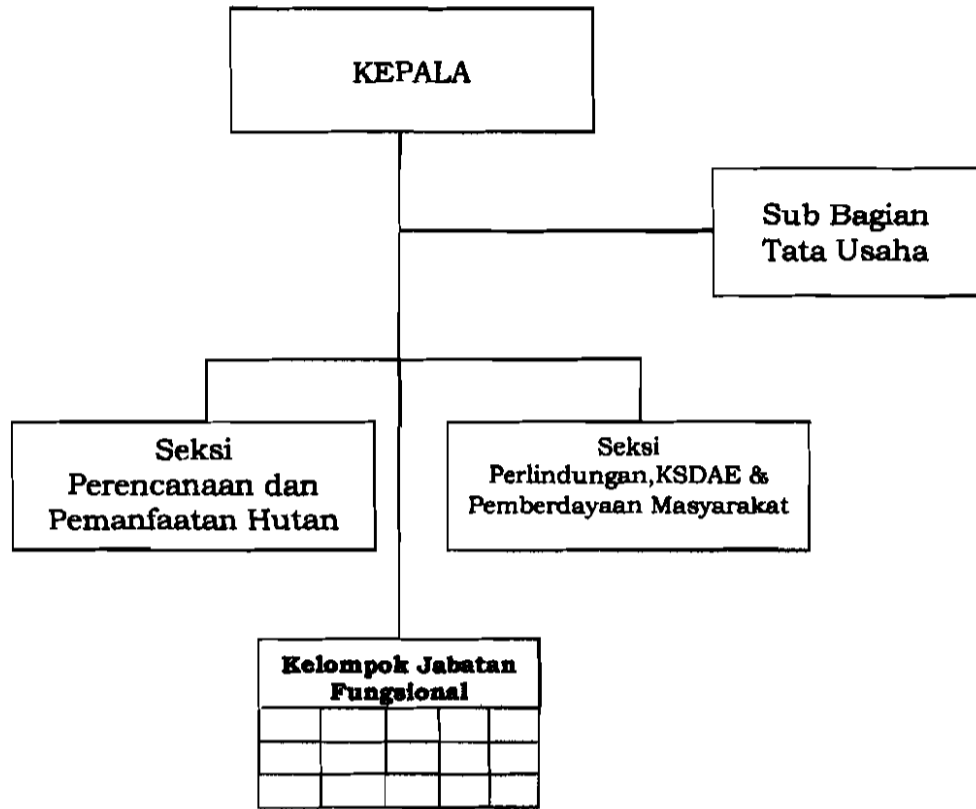 KEPALA
Sub Bagian
Tata Usaha
Seksi
Perencanaan dan
Pemanfaatan Hutan
Seksi
Perlindungan,KSDAE &
Pemberdayaan Masyarakat
Kelompok Jabatan
Fungsional